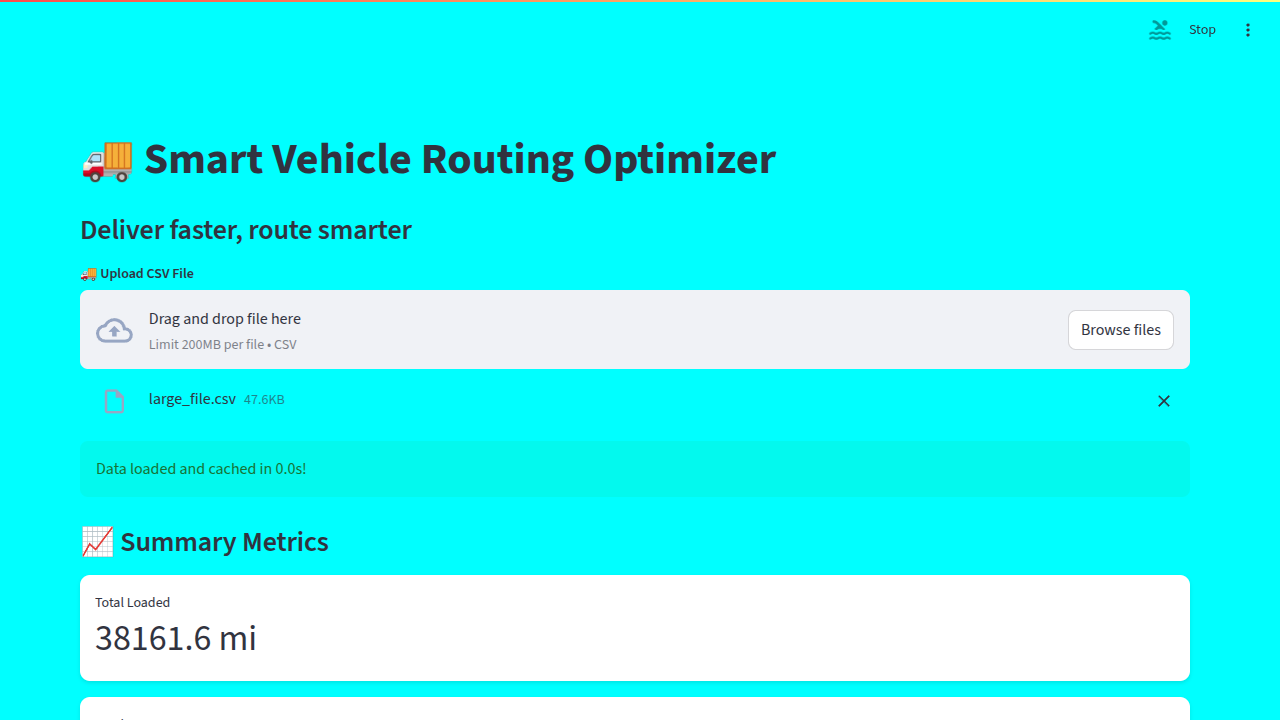 Stop
Smart Vehicle Routing Optimizer
Deliver faster, route smarter
Upload CSV File
Drag and drop file here
Limit 200MB per file • CSV
Browse files
large_file.csv 47.6KB
Data loaded and cached in 0.0s!
Summary Metrics
Total Loaded
38161.6 mi